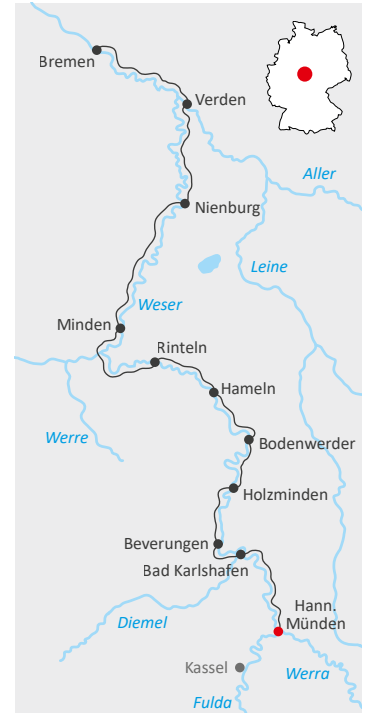 Bremen
Verden
Aller
Nienburg
Leine
Weser
Minden
Rinteln
Hameln
Werre
Bodenwerder
Holzminden
Beverungen
Bad Karlshafen
Hann.
Münden
Diemel
Kassel
Werra
Fulda